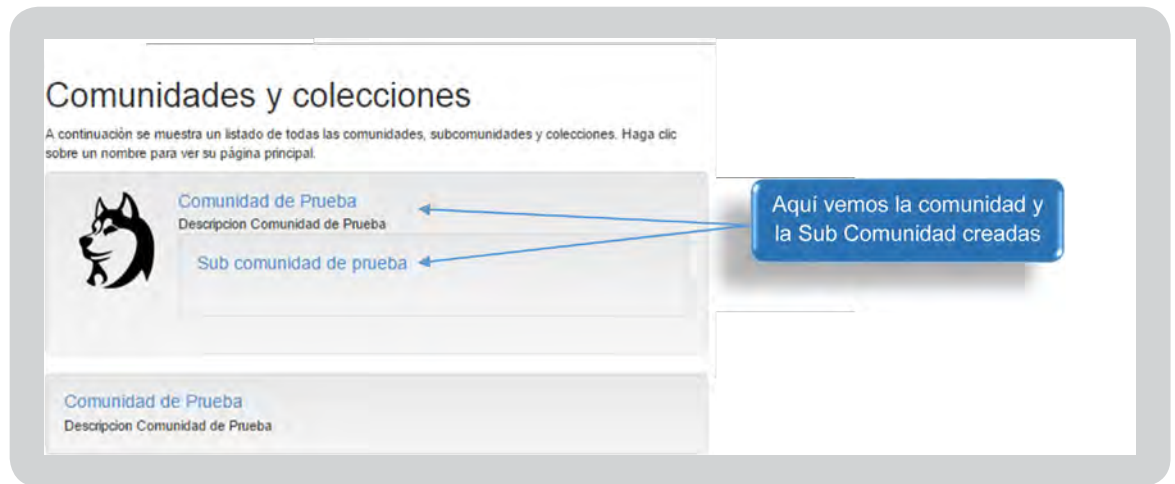 Comunidades y colecciones
A continuación se muestra un listado de todas las comunidades, subcomunidades y colecciones. Haga clic
sobre un nombre para ver su página principal.
Comunidad de Prueba
Descripcion Comunidad de Prueba
Sub comunidad de prueba
Aquí vemos la comunidad y
la Sub Comunidad creadas
Comunidad de Prueba
Descripcion Comunidad de Prueba